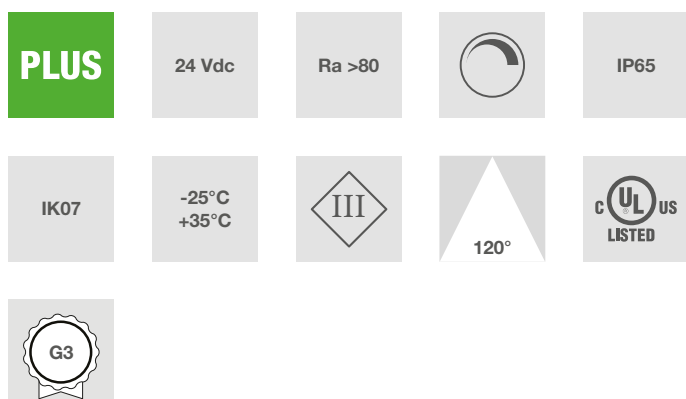 PLUS
24 Vdc
Ra >80
IP65
IK07
-25°C
+35°C
III
120°
C UL US
®
LISTED
G3